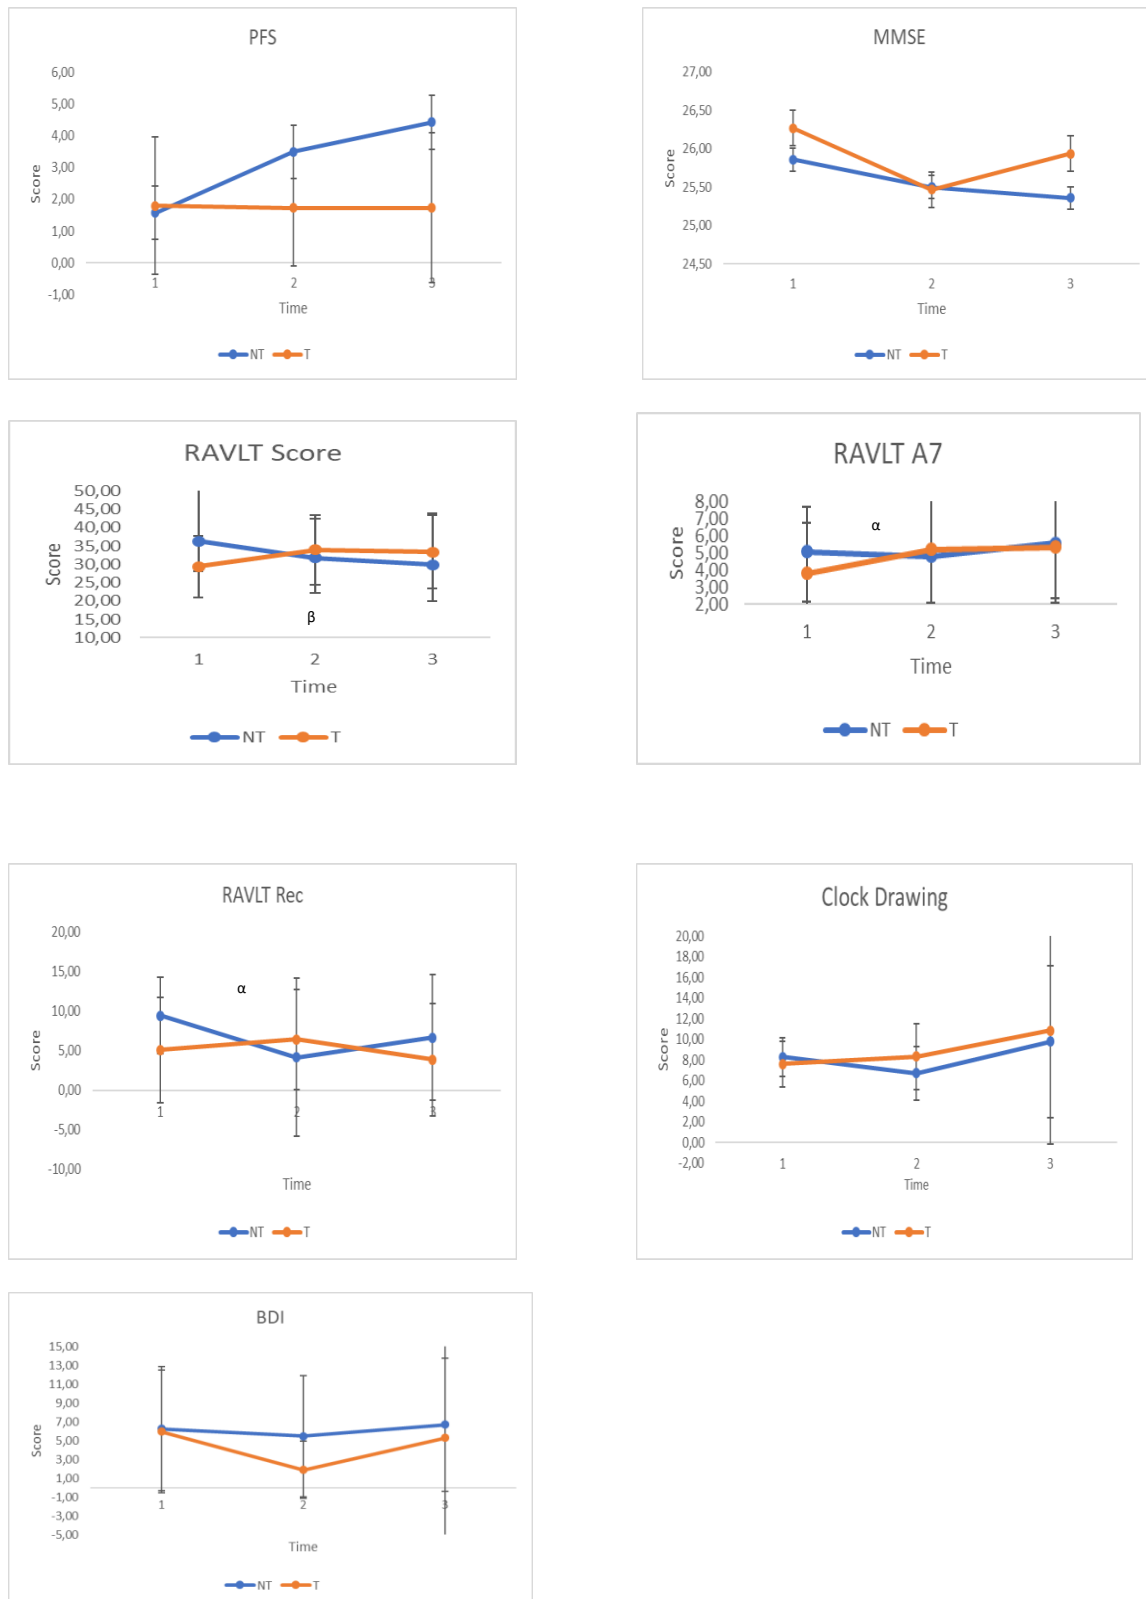 PFS
6,00
5,00
4,00
3,00
2,00
1,00
0,00
-1,00
Score
1 2 3
Time
NT T
MMSE
27,00
26,50
26,00
25,50
25,00
24,50
Score
1 2 3
Time
NT T
RAVLT Score
50,00
45,00
40,00
35,00
30,00
25,00
20,00
15,00
10,00
Score
β
1 2 3
Time
NT T
RAVLT A7
8,00
7,00
6,00
5,00
4,00
3,00
2,00
Score
α
1 2 3
Time
NT T
RAVLT Rec
20,00
15,00
10,00
5,00
0,00
-5,00
-10,00
Score
α
1 2 3
Time
NT T
Clock Drawing
20,00
18,00
16,00
14,00
12,00
10,00
8,00
6,00
4,00
2,00
0,00
-2,00
Score
1 2 3
Time
NT T
BDI
15,00
13,00
11,00
9,00
7,00
5,00
3,00
1,00
-1,00
-3,00
-5,00
Score
1 2 3
Time
NT T